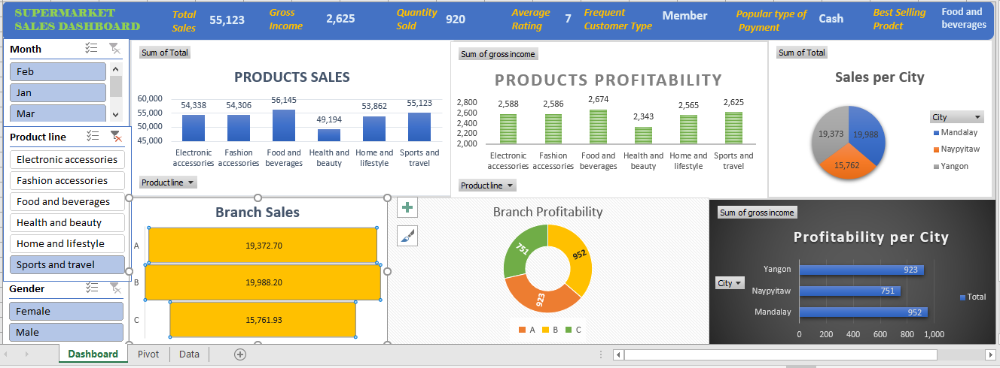 SUPERMARKET
SALES DASHBOARD
Total
Sales
55,123
Gross
Income
2,625
Quantity
Sold
920
Average
Rating
7
Frequent
Customer Type
Member
Popular type of
Payment
Cash
Best Selling
Prodct
Food and
beverages
Month
Feb
Jan
Mar
Product line
Electronic accessories
Fashion accessories
Food and beverages
Health and beauty
Home and lifestyle
Sports and travel
Gender
Female
Male
Sum of Total
PRODUCTS SALES
60,000
55,000
50,000
45,000
54,338
54,306
56,145
49,194
53,862
55,123
Electronic
accessories
Fashion
accessories
Food and
beverages
Health and
beauty
Home and
lifestyle
Sports and
travel
Product line
Sum of gross income
PRODUCTS PROFITABILITY
2,800
2,600
2,400
2,200
2,000
2,588
2,586
2,674
2,343
2,565
2,625
Electronic
accessories
Fashion
accessories
Food and
beverages
Health and
beauty
Home and
lifestyle
Sports and
travel
Product line
Sum of Total
Sales per City
19,373
19,988
15,762
City
Mandalay
Naypyitaw
Yangon
Branch Sales
A
19,372.70
B
19,988.20
C
15,761.93
Branch Profitability
751
952
923
A
B
C
Sum of gross income
Profitability per City
City
Yangon
923
Naypyitaw
751
Mandalay
952
0
200
400
600
800
1,000
Total
Dashboard
Pivot
Data